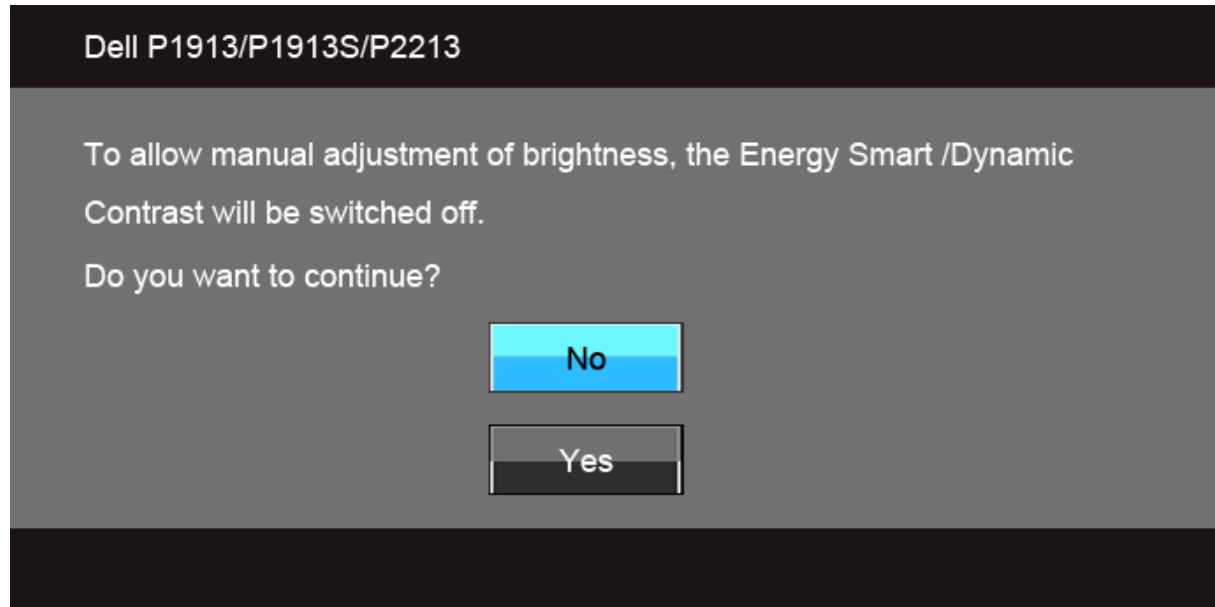 Dell P1913/P1913S/P2213
To allow manual adjustment of brightness, the Energy Smart /Dynamic
Contrast will be switched off.
Do you want to continue?
No
Yes